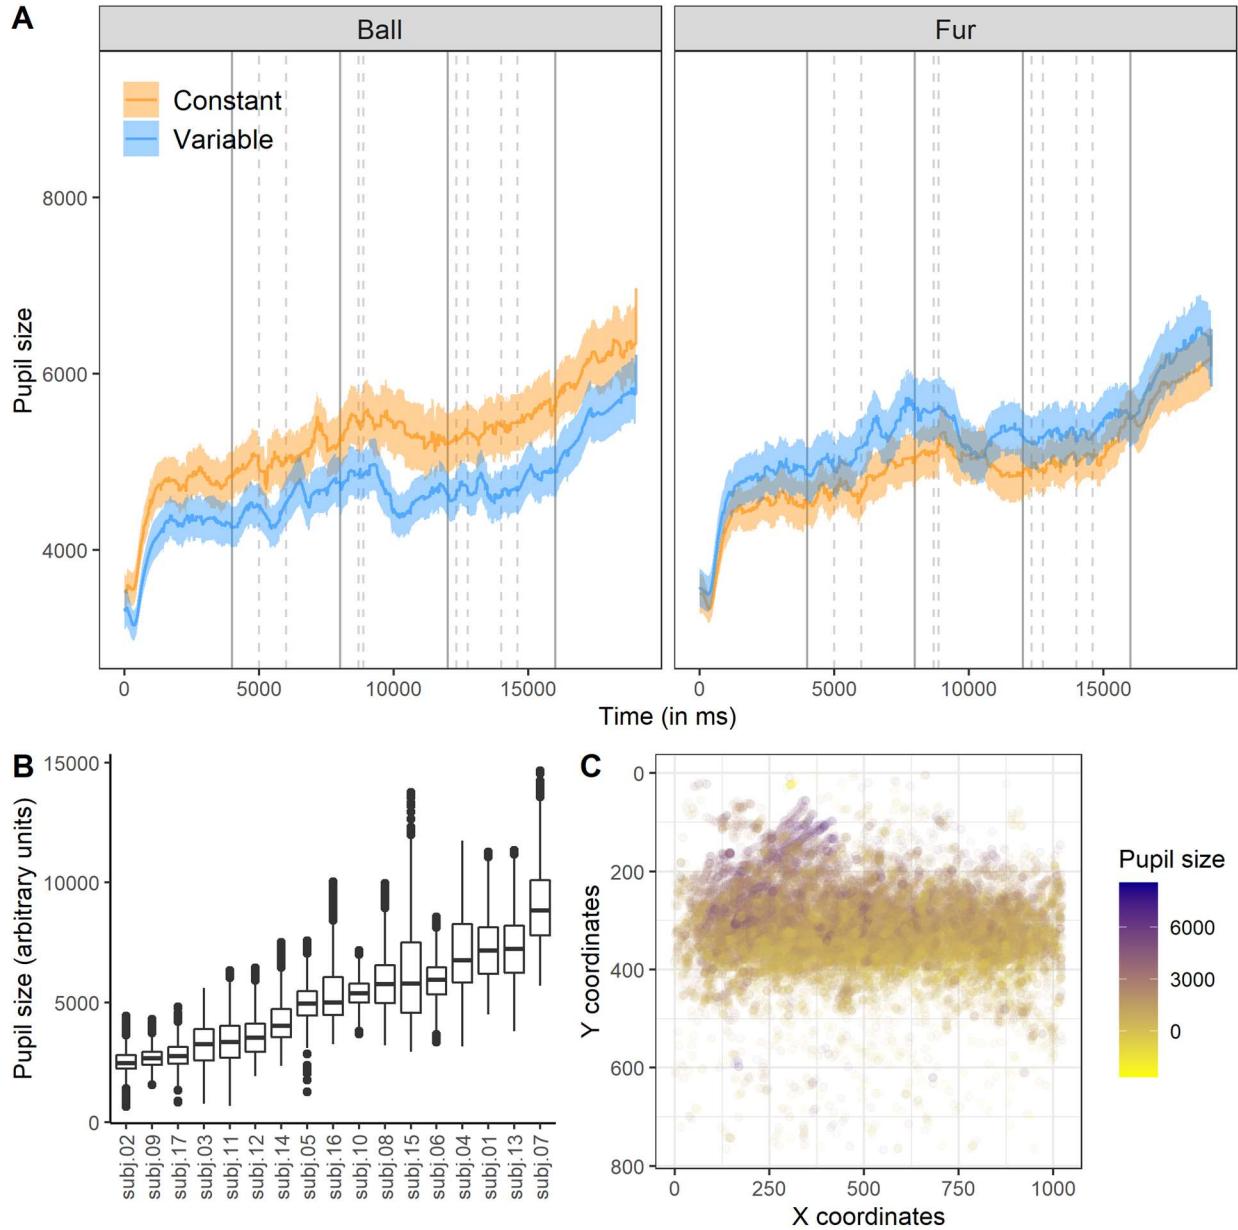 A
Ball
Fur
Constant
Variable
8000
6000
4000
Pupil size
0 5000 10000 15000
0 5000 10000 15000
Time (in ms)
B
15000
10000
5000
0
Pupil size (arbitrary units)
subj.02 subj.09 subj.17 subj.03 subj.11 subj.12 subj.14 subj.05 subj.16 subj.10 subj.08 subj.15 subj.06 subj.04 subj.01 subj.13 subj.07
C
0
200
400
600
800
Y coordinates
0 250 500 750 1000
X coordinates
Pupil size
6000
3000
0